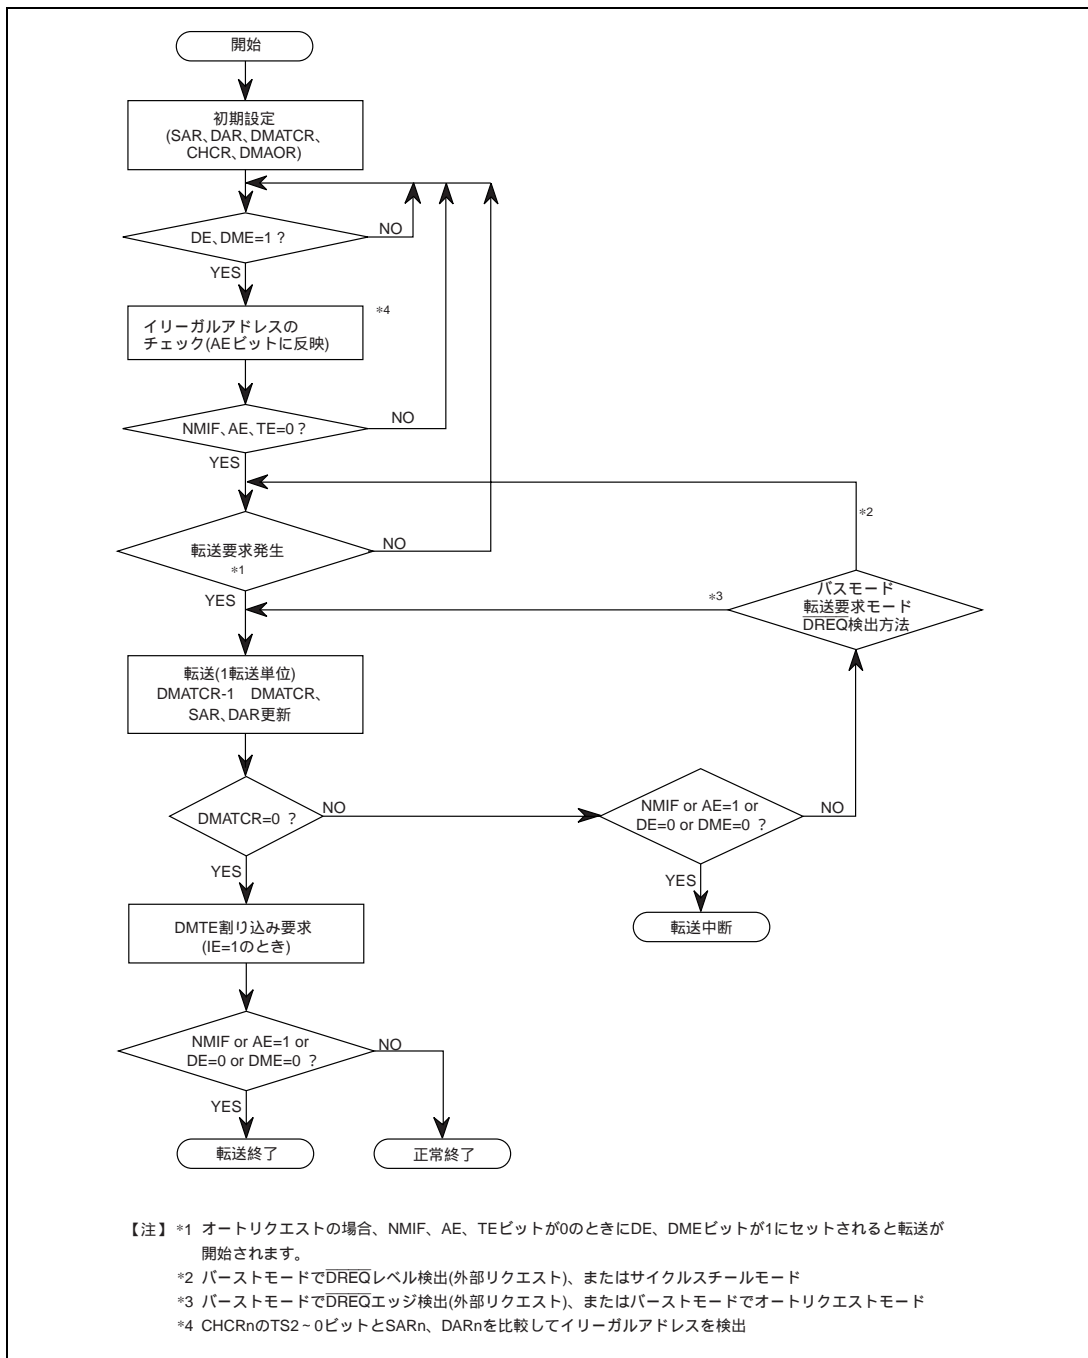 開始
初期設定
(SAR、DAR、DMATCR、
CHCR、DMAOR)
DE、DME=1 ?
NO
YES
イリーガルアドレスの
チェック(AEビットに反映)
*4
NMIF、AE、TE=0 ?
NO
YES
転送要求発生
*1
NO
YES
*2
バスモード
転送要求モード
DREQ検出方法
*3
転送(1転送単位)
DMATCR-1 DMATCR、
SAR、DAR更新
DMATCR=0 ?
NO
YES
NMIF or AE=1 or
DE=0 or DME=0 ?
NO
YES
転送中断
DMTE割り込み要求
(IE=1のとき)
NMIF or AE=1 or
DE=0 or DME=0 ?
NO
YES
転送終了
正常終了
【注】 *1 オートリクエストの場合、NMIF、AE、TEビットが0のときにDE、DMEビットが1にセットされると転送が
開始されます。
*2 バーストモードでDREQレベル検出(外部リクエスト)、またはサイクルスチールモード
*3 バーストモードでDREQエッジ検出(外部リクエスト)、またはバーストモードでオートリクエストモード
*4 CHCRnのTS2~0ビットとSARn、DARnを比較してイリーガルアドレスを検出